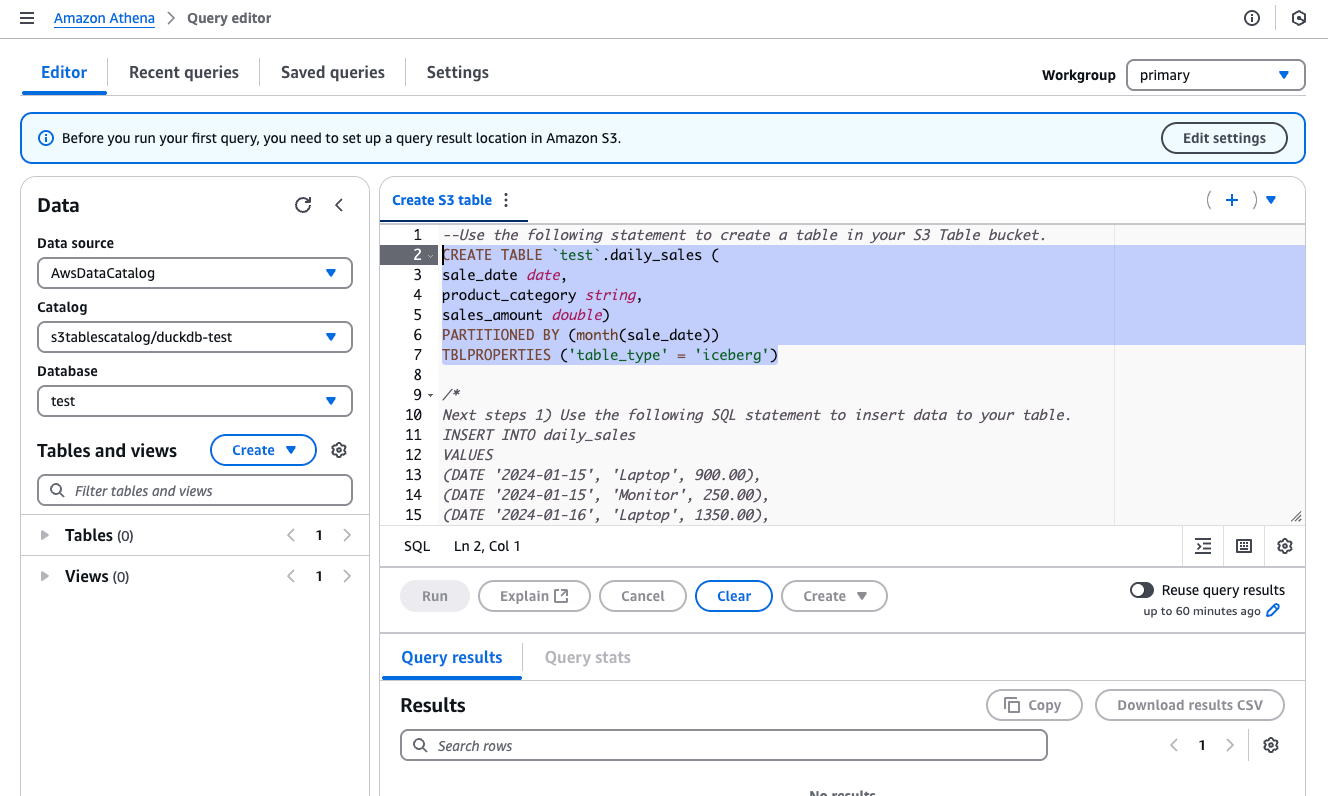 Amazon Athena > Query editor
Editor
Recent queries
Saved queries
Settings
Workgroup
primary
Before you run your first query, you need to set up a query result location in Amazon S3.
Edit settings
Data
Data source
AwsDataCatalog
Catalog
s3tablescatalog/duckdb-test
Database
test
Tables and views
Create
Filter tables and views
Tables (0)
1
Views (0)
1
Create S3 table
1 --Use the following statement to create a table in your S3 Table bucket.
2 CREATE TABLE `test`.daily_sales (
3 sale_date date,
4 product_category string,
5 sales_amount double)
6 PARTITIONED BY (month(sale_date))
7 TBLPROPERTIES ('table_type' = 'iceberg')
8
9 /*
10 Next steps 1) Use the following SQL statement to insert data to your table.
11 INSERT INTO daily_sales
12 VALUES
13 (DATE '2024-01-15', 'Laptop', 900.00),
14 (DATE '2024-01-15', 'Monitor', 250.00),
15 (DATE '2024-01-16', 'Laptop', 1350.00),
SQL
Ln 2, Col 1
Run
Explain
Cancel
Clear
Create
Reuse query results
up to 60 minutes ago
Query results
Query stats
Results
Copy
Download results CSV
Search rows
1
No results